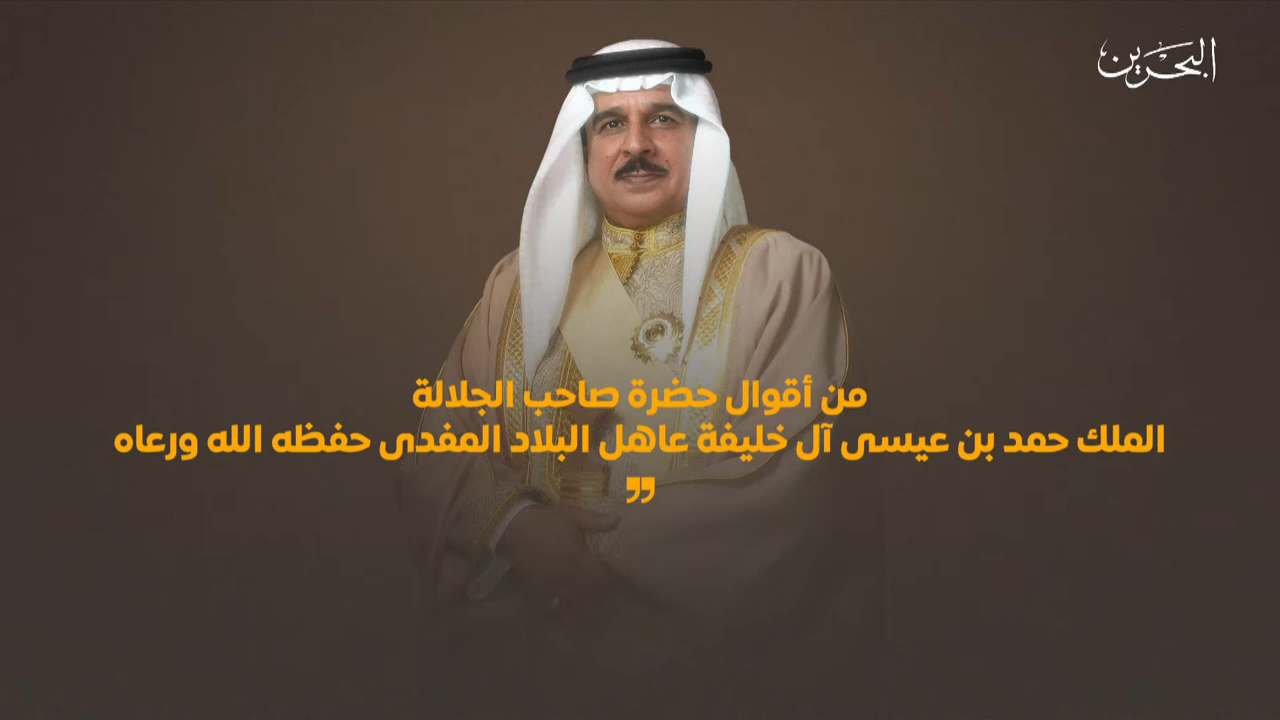 البحرين
من أقوال حضرة صاحب الجلالة
الملك حمد بن عيسى آل خليفة عاهل البلاد المفدى حفظه الله ورعاه
”